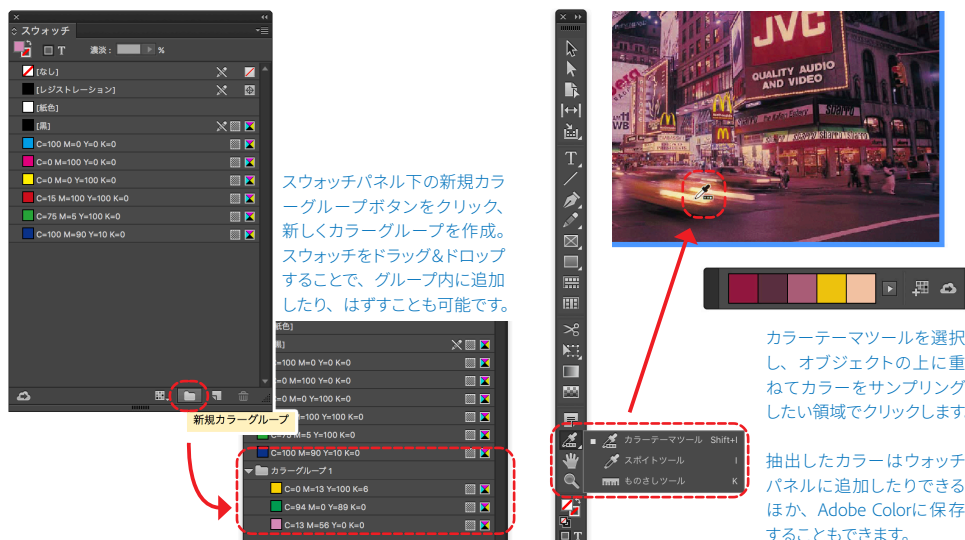 スウォッチ
T 濃淡: %
[なし]
[レジストレーション]
[紙色]
[黒]
C=100 M=0 Y=0 K=0
C=0 M=100 Y=0 K=0
C=0 M=0 Y=100 K=0
C=15 M=100 Y=100 K=0
C=75 M=5 Y=100 K=0
C=100 M=90 Y=10 K=0
新規カラーグループ
スウォッチパネル下の新規カラ
ーグループボタンをクリック、
新しくカラーグループを作成。
スウォッチをドラッグ&ドロップ
することで、グループ内に追加
したり、はずすことも可能です。
紙色]
黒]
=100 M=0 Y=0 K=0
=0 M=100 Y=0 K=0
=0 M=0 Y=100 K=0
M=100 Y=100 K=0
C=75 M=5 Y=100 K=0
C=100 M=90 Y=10 K=0
カラーグループ 1
C=0 M=13 Y=100 K=6
C=94 M=0 Y=89 K=0
C=13 M=56 Y=0 K=0
T
カラーテーマツール Shift+I
スポイトツール I
ものさしツール K
T
JVC
QUALITY AUDIO
AND VIDEO
WB
11
カラーテーマツールを選択
し、オブジェクトの上に重
ねてカラーをサンプリング
したい領域でクリックします
抽出したカラーはウォッチ
パネルに追加したりできる
ほか、Adobe Colorに保存
することもできます。